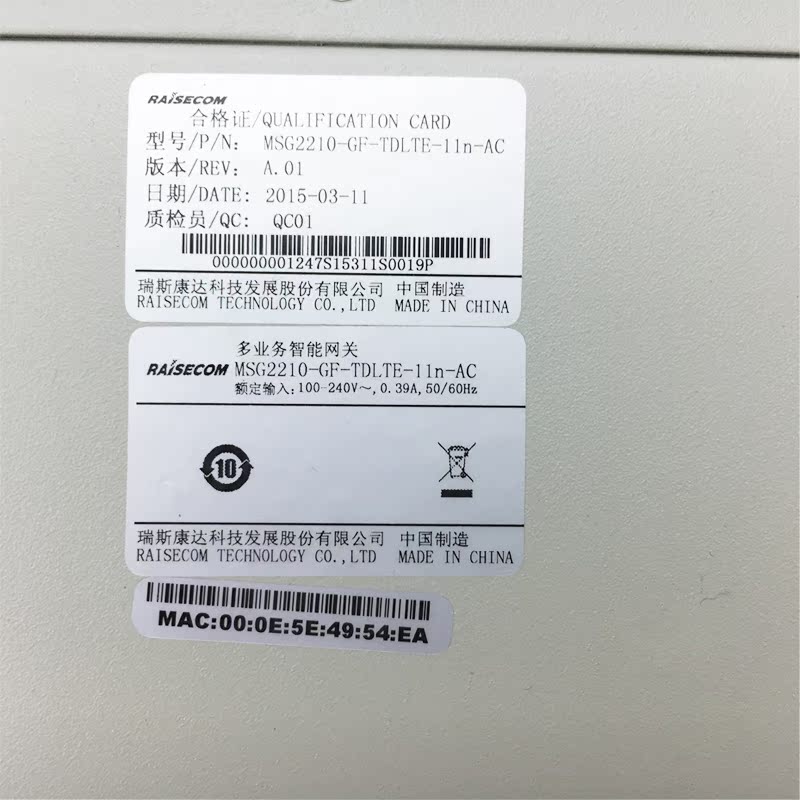 RAISECOM
合格证/QUALIFICATION CARD
型号/P/N: MSG2210-GF-TDLTE-11n-AC
版本/REV: A.01
日期/DATE: 2015-03-11
质检员/QC: QC01
000000001247S15311S0019P
瑞斯康达科技发展股份有限公司 中国制造
RAISECOM TECHNOLOGY CO.,LTD MADE IN CHINA
多业务智能网关
RAISECOM MSG2210-GF-TDLTE-11n-AC
额定输入:100-240V~,0.39A,50/60Hz
10
瑞斯康达科技发展股份有限公司 中国制造
RAISECOM TECHNOLOGY CO.,LTD MADE IN CHINA
MAC:00:0E:5E:49:54:EA